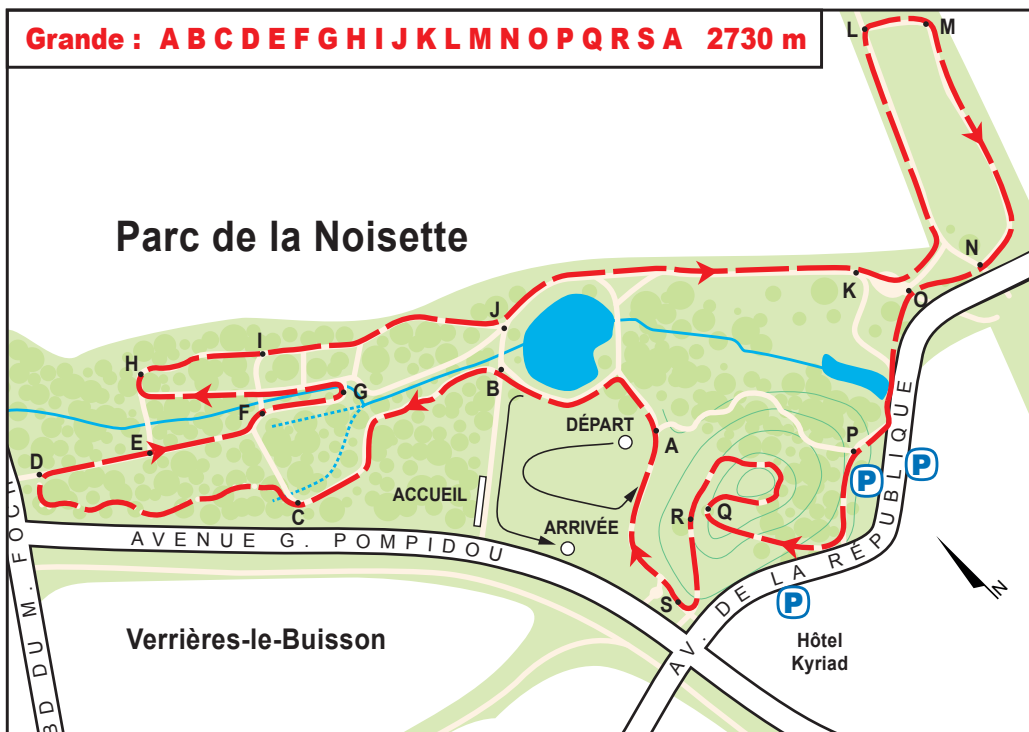 Grande : A B C D E F G H I J K L M N O P Q R S A 2730 m
L
M
Parc de la Noisette
N
K
O
J
I
H
B
G
F
DÉPART
A
E
P
D
ACCUEIL
P
P
C
R
Q
ARRIVÉE
AVENUE G. POMPIDOU
AV. DE LA RÉPUBLIQUE
BD DU M. FOCH
S
P
N
Verrières-le-Buisson
Hôtel
Kyriad